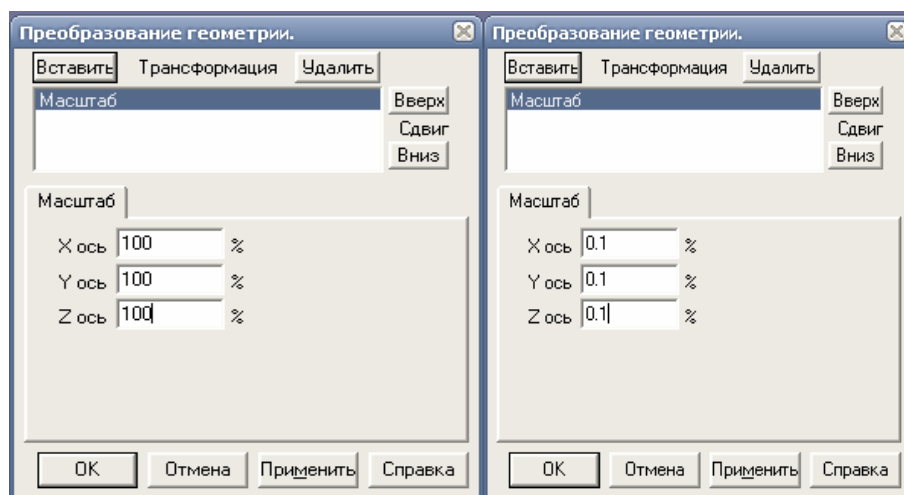 Преобразование геометрии.
Вставить Трансформация Удалить
Масштаб
Вверх
Сдвиг
Вниз
Масштаб
X ось 100 %
Y ось 100 %
Z ось 100 %
OK Отмена Применить Справка
Преобразование геометрии.
Вставить Трансформация Удалить
Масштаб
Вверх
Сдвиг
Вниз
Масштаб
X ось 0.1 %
Y ось 0.1 %
Z ось 0.1 %
OK Отмена Применить Справка